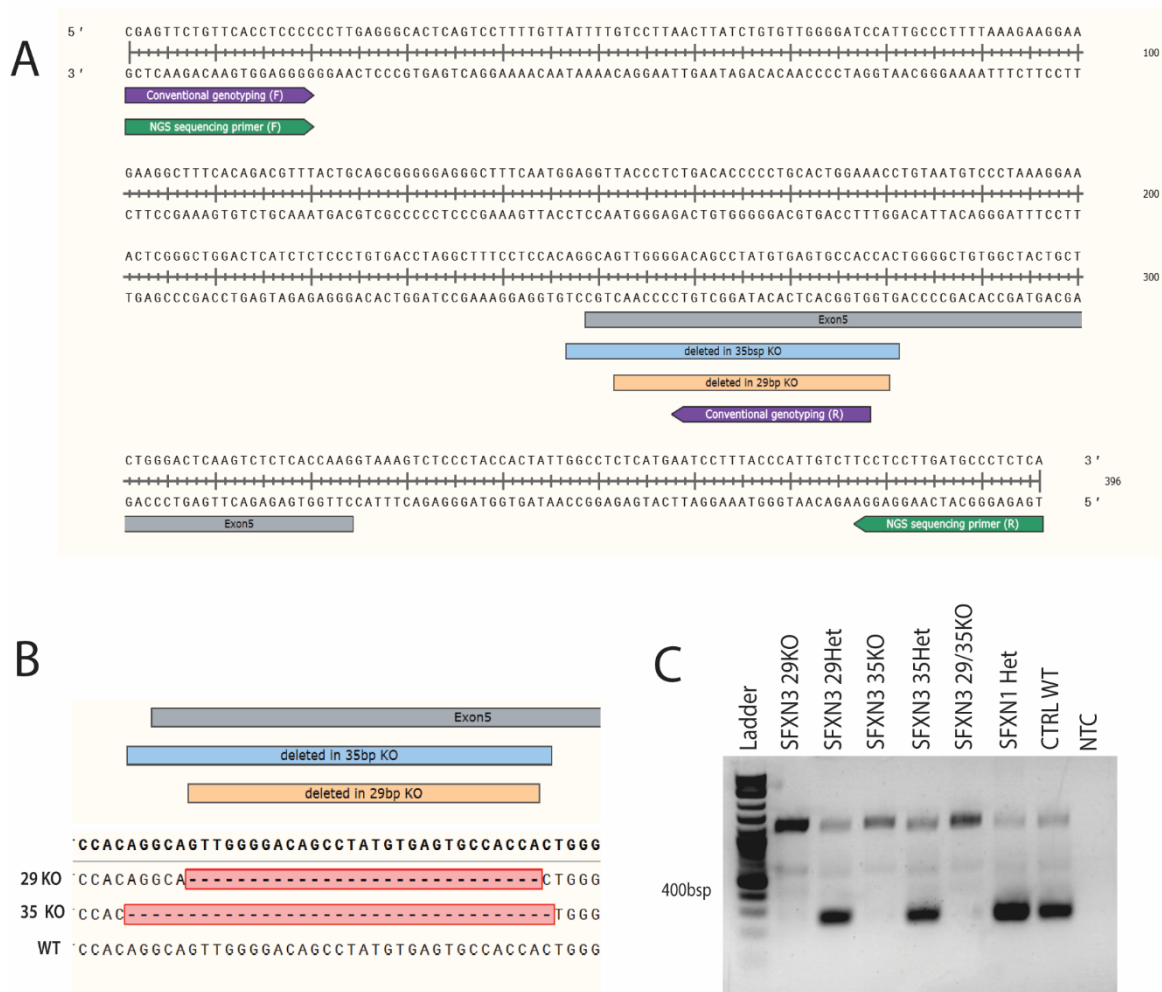 A
5 ' CGAGTTCTGTTCACCTCCCCCCTTGAGGGCACTCAGTCCTTTTGTTATTTTGTCCTTAACTTATCTGTGTTGGGGATCCATTGCCCTTTTAAAGAAGGAA
100
3 ' GCTCAAGACAAGTGGAGGGGGGAACTCCCGTGAGTCAGGAAAACAATAAAACAGGAATTGAATAGACACAACCCCTAGGTAACGGGAAAATTTCTTCCTT
Conventional genotyping (F)
NGS sequencing primer (F)
GAAGGCTTTCACAGACGTTTACTGCAGCGGGGGAGGGCTTTCAATGGAGGTTACCCTCTGACACCCCCTGCACTGGAAACCTGTAATGTCCCTAAAGGAA
200
CTTCCGAAAGTGTCTGCAAATGACGTCGCCCCCTCCCGAAAGTTACCTCCAATGGGAGACTGTGGGGGACGTGACCTTTGGACATTACAGGGATTTCCTT
ACTCGGGCTGGACTCATCTCTCCCTGTGACCTAGGCTTTCCTCCACAGGCAGTTGGGGACAGCCTATGTGAGTGCCACCACTGGGGCTGTGGCTACTGCT
300
TGAGCCCGACCTGAGTAGAGAGGGACACTGGATCCGAAAGGAGGTGTCCGTCAACCCCTGTCGGATACACTCACGGTGGTGACCCCGACACCGATGACGA
Exon5
deleted in 35bsp KO
deleted in 29bp KO
Conventional genotyping (R)
CTGGGACTCAAGTCTCTCACCAAGGTAAAGTCTCCCTACCACTATTGGCCTCTCATGAATCCTTTACCCATTGTCTTCCTCCTTGATGCCCTCTCA 3 '
396
GACCCTGAGTTCAGAGAGTGGTTCCATTTCAGAGGGATGGTGATAACCGGAGAGTACTTAGGAAATGGGTAACAGAAGGAGGAACTACGGGAGAGT 5 '
Exon5
NGS sequencing primer (R)
B
Exon5
deleted in 35bp KO
deleted in 29bp KO
CCACAGGCAGTTGGGGACAGCCTATGTGAGTGCCACCACTGGG
29 KO CCACAGGCA-----------------------------CTGGG
35 KO CCAC-----------------------------------TGGG
WT CCACAGGCAGTTGGGGACAGCCTATGTGAGTGCCACCACTGGG
C
Ladder
SFXN3 29KO
SFXN3 29Het
SFXN3 35KO
SFXN3 35Het
SFXN3 29/35KO
SFXN1 Het
CTRL WT
NTC
400bsp